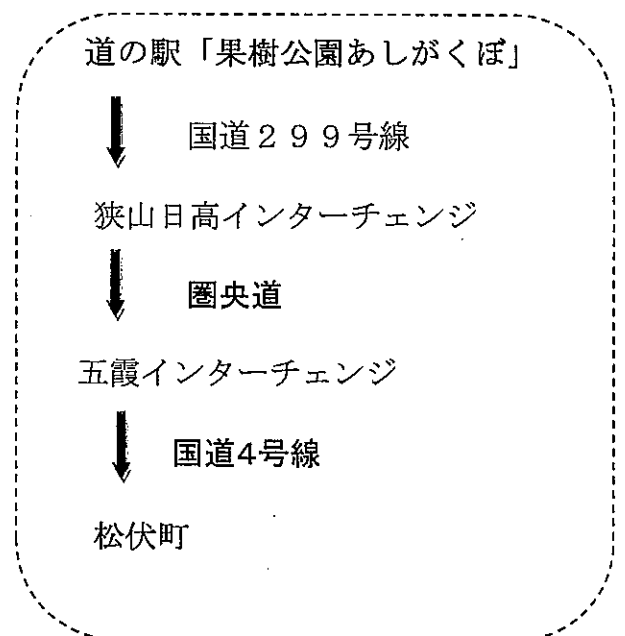 道の駅「果樹公園あしがくぼ」
国道２９９号線
狭山日高インターチェンジ
圏央道
五霞インターチェンジ
国道4号線
松伏町